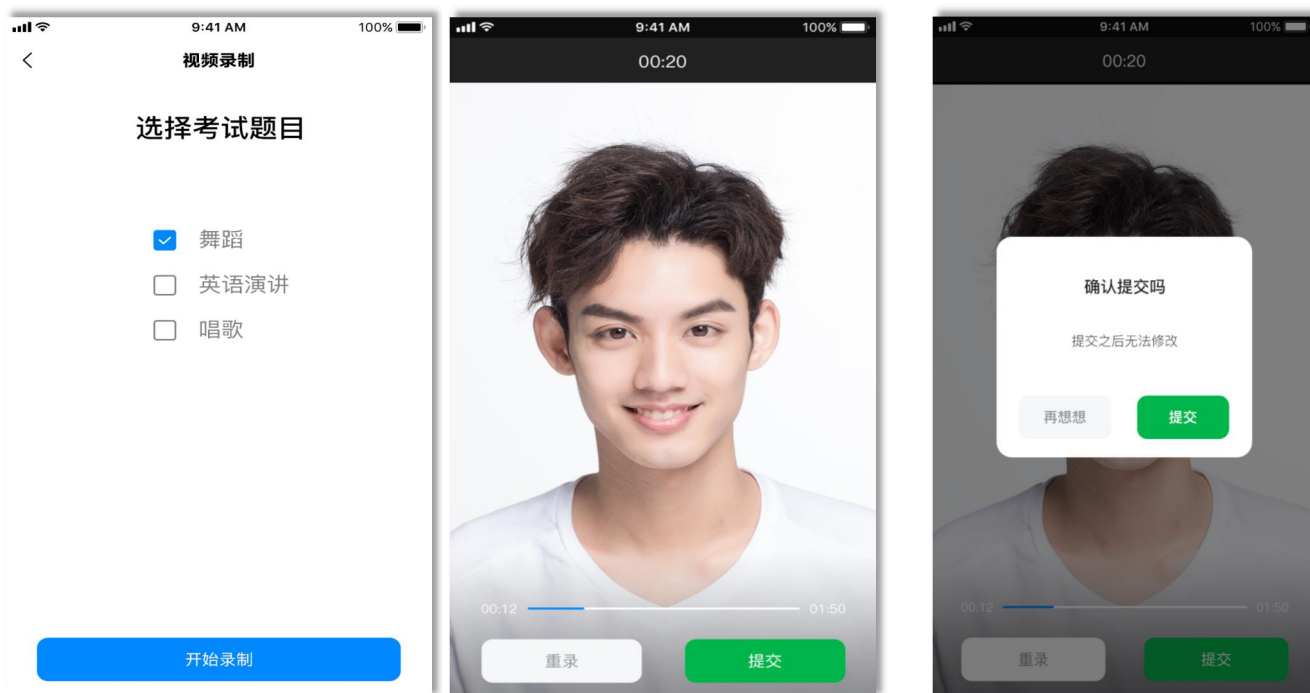 9:41 AM
100%
视频录制
选择考试题目
舞蹈
英语演讲
唱歌
开始录制
9:41 AM
100%
00:20
00:12
01:50
重录
提交
9:41 AM
100%
00:20
确认提交吗
提交之后无法修改
再想想
提交
00:12
01:50
重录
提交